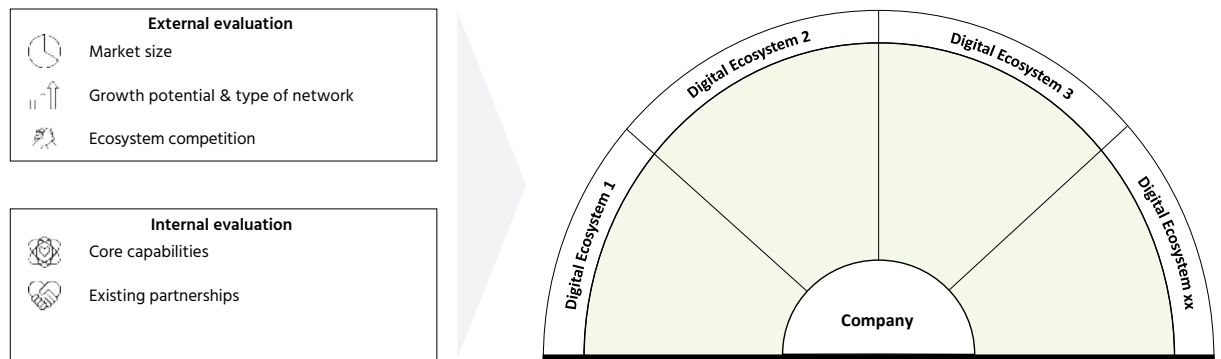 External evaluation
Market size
Growth potential & type of network
Ecosystem competition
Internal evaluation
Core capabilities
Existing partnerships
Digital Ecosystem 1
Digital Ecosystem 2
Digital Ecosystem 3
Digital Ecosystem xx
Company